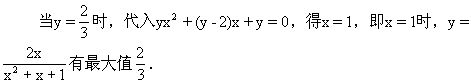 当y = 2/3时，代入yx² + (y - 2)x + y = 0，得x = 1，即x = 1时，y =
2x/(x² + x + 1)有最大值2/3．